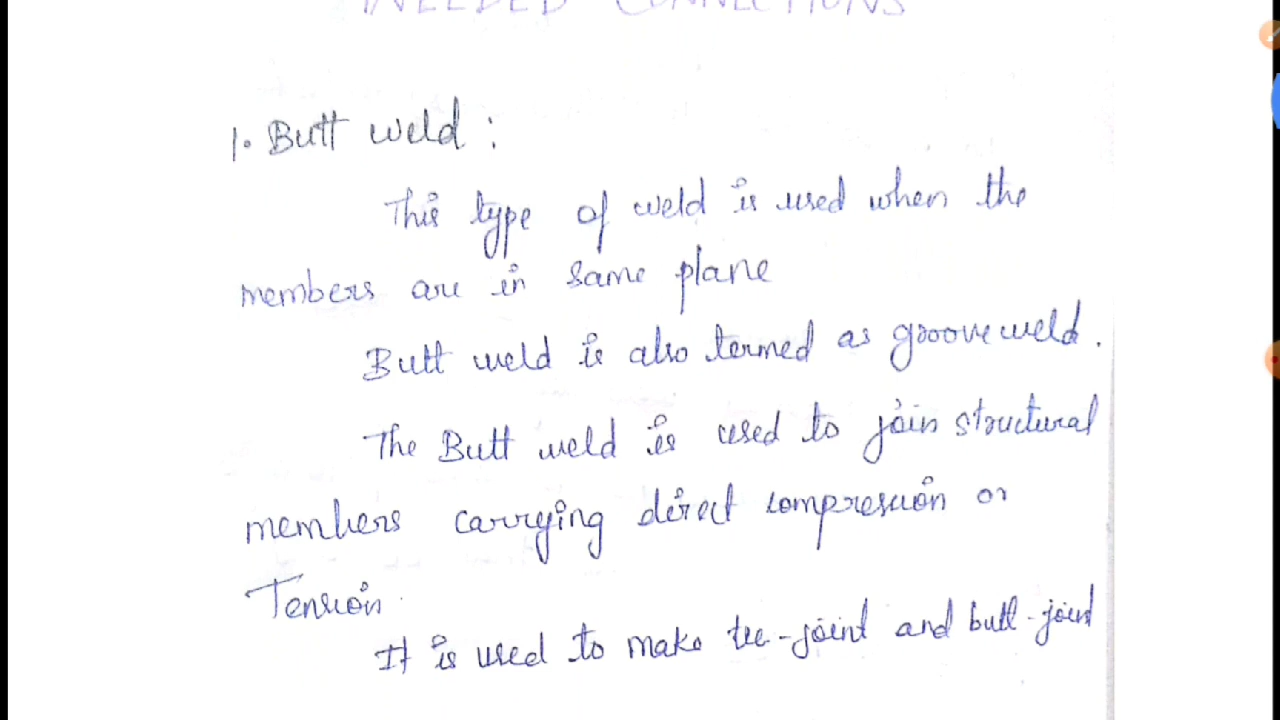 CONNECTIONS
1. Butt weld :
This type of weld is used when the
members are in same plane
Butt weld is also termed as groove weld.
The Butt weld is used to join structural
members carrying direct compression or
Tension.
It is used to make tee-joint and butt-joint